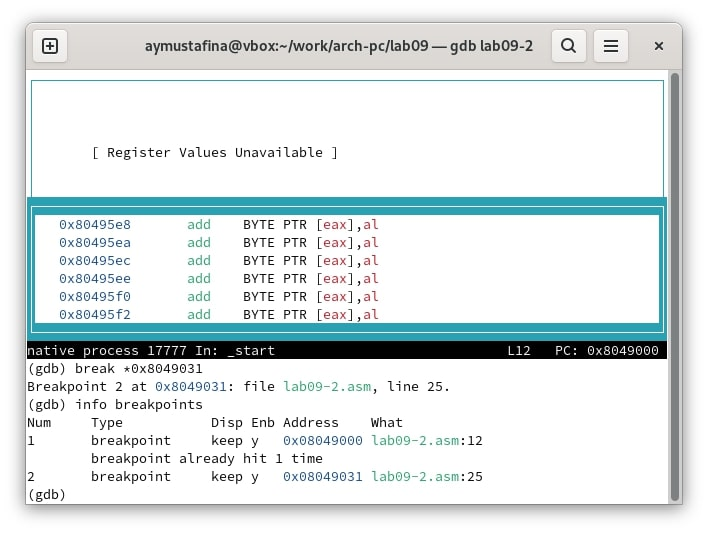 aymustafina@vbox:~/work/arch-pc/lab09 — gdb lab09-2
[ Register Values Unavailable ]
0x80495e8 add BYTE PTR [eax],al
0x80495ea add BYTE PTR [eax],al
0x80495ec add BYTE PTR [eax],al
0x80495ee add BYTE PTR [eax],al
0x80495f0 add BYTE PTR [eax],al
0x80495f2 add BYTE PTR [eax],al
native process 17777 In: _start L12 PC: 0x8049000
(gdb) break *0x8049031
Breakpoint 2 at 0x8049031: file lab09-2.asm, line 25.
(gdb) info breakpoints
Num Type Disp Enb Address What
1 breakpoint keep y 0x08049000 lab09-2.asm:12
breakpoint already hit 1 time
2 breakpoint keep y 0x08049031 lab09-2.asm:25
(gdb)